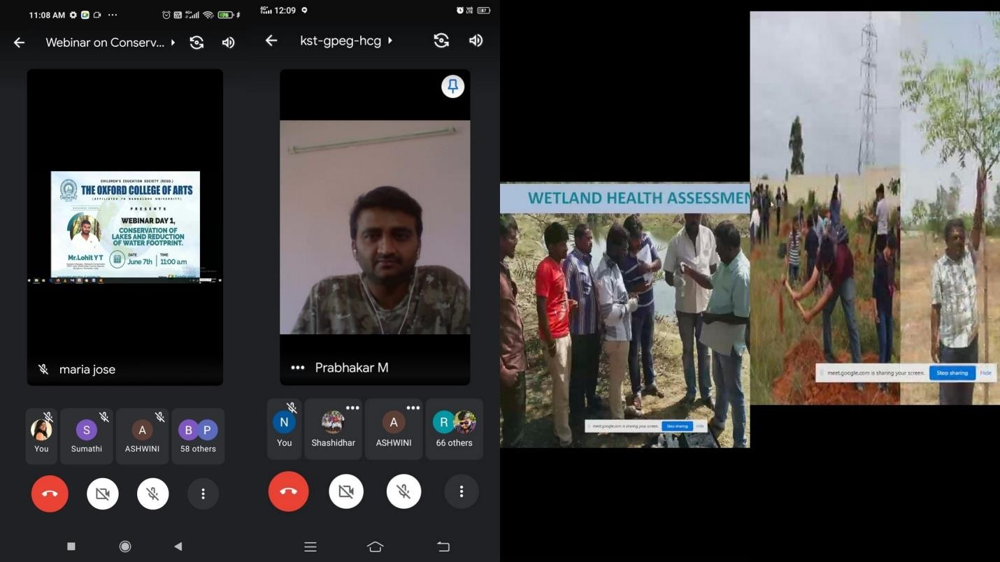 11:08 AM
76
Webinar on Conserv...
CHILDREN'S EDUCATION SOCIETY (REGD.)
THE OXFORD COLLEGE OF ARTS
(AFFILIATED TO BANGALORE UNIVERSITY)
PRESENTS
WEBINAR DAY 1,
CONSERVATION OF
LAKES AND REDUCTION
OF WATER FOOTPRINT.
Mr.Lohit Y T
DATE
June 7th
TIME
11:00 a.m
maria jose
You
S
Sumathi
A
ASHWINI
B P
58 others
4G 12:09
47
kst-gpeg-hcg
Prabhakar M
N
You
Shashidhar
A
ASHWINI
R
66 others
WETLAND HEALTH ASSESSMEN
meet.google.com is sharing your screen.
Stop sharing
Hide
meet.google.com is sharing your screen.
Stop sharing
Hide